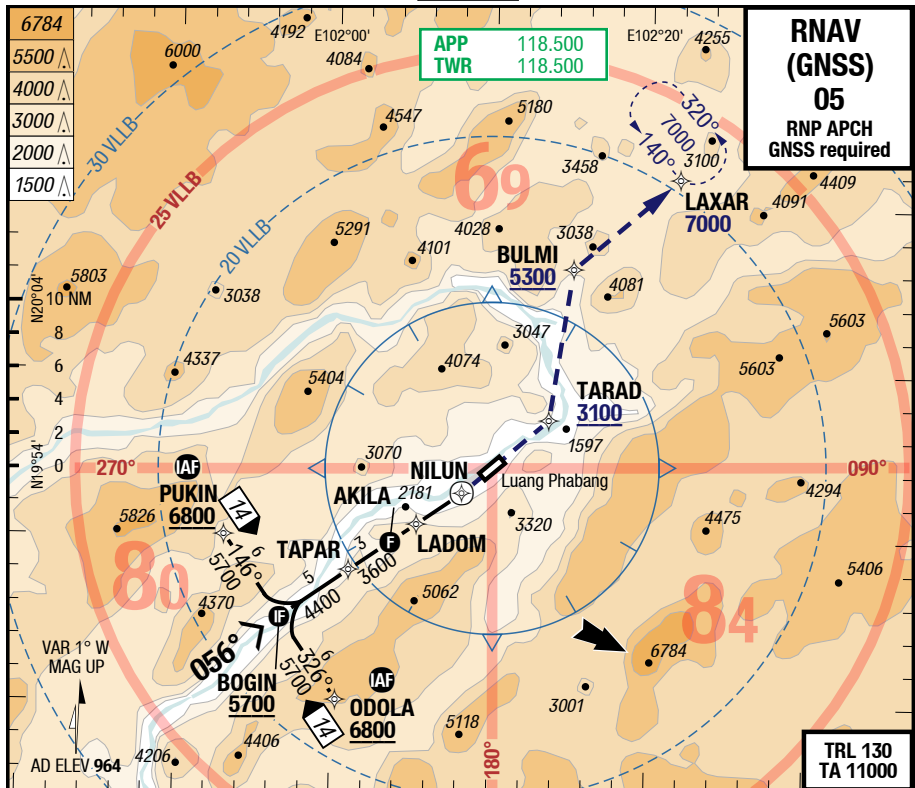 6784
5500
4000
3000
2000
1500
6000
4192
E102°00'
4084
APP 118.500
TWR 118.500
E102°20'
4255
RNAV
(GNSS)
05
RNP APCH
GNSS required
30 VLLB
25 VLLB
20 VLLB
4547
5180
3458
320°
7000
140°
3100
4409
4091
LAXAR
7000
69
5291
4028
4101
3038
BULMI
5300
4081
5803
N20°04'
10 NM
8
6
4
2
0
N19°54'
3038
4337
5404
4074
3047
5603
5603
TARAD
3100
1597
270°
3070
NILUN
Luang Phabang
090°
IAF
PUKIN
6800
14
AKILA
2181
F
LADOM
3320
4294
4475
5826
80
146°
6
5700
TAPAR
5
4400
3
3600
5062
5406
84
4370
IF
056°
BOGIN
5700
326°
6
5700
14
IAF
ODOLA
6800
6784
3001
5118
180°
VAR 1° W
MAG UP
AD ELEV 964
4206
4406
TRL 130
TA 11000